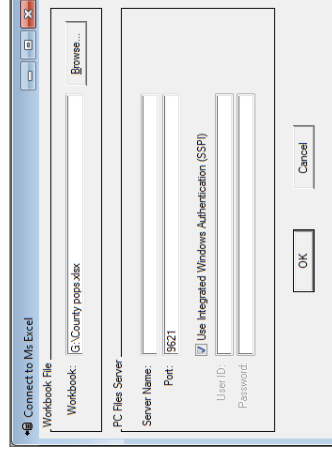 Connect to Ms Excel
Workbook File
Workbook: G:\County pops.xlsx Browse...
PC Files Server
Server Name:
Port: 9621
Use Integrated Windows Authentication (SSPI)
User ID:
Password:
OK Cancel